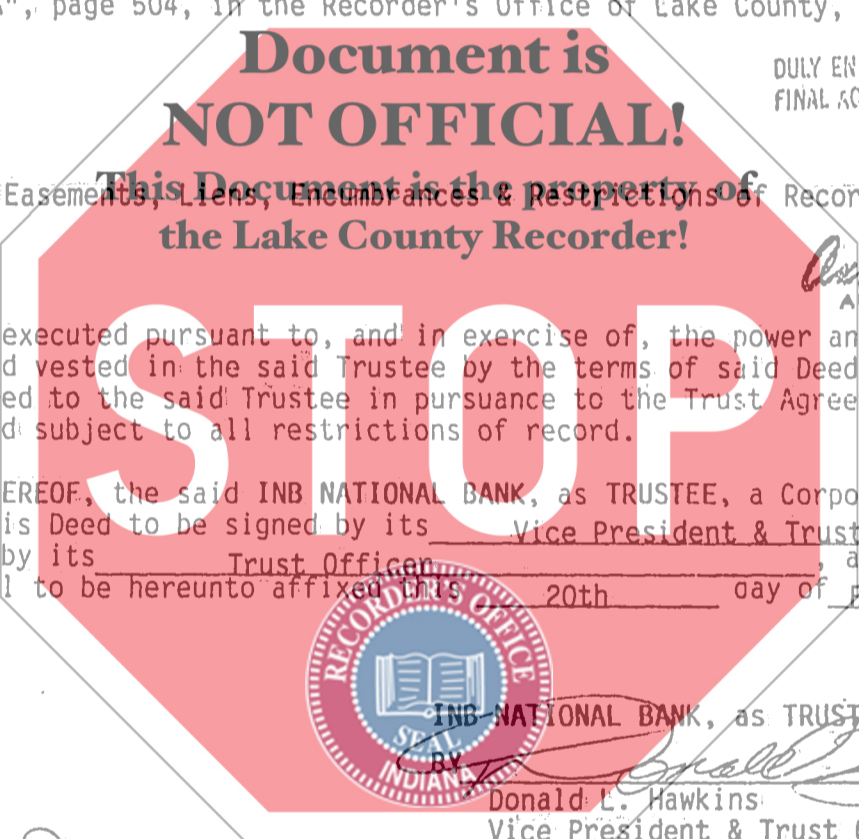 page 504, in the Recorder's Office of Lake County,
Document is
DULY EN
FINAL AC
NOT OFFICIAL!
This Document is the property of
Easements, Liens, Encumbrances & Restrictions of Recor
the Lake County Recorder!
STOP
executed pursuant to, and in exercise of, the power an
d vested in the said Trustee by the terms of said Deed
ed to the said Trustee in pursuance to the Trust Agree
d subject to all restrictions of record.
EREOF, the said INB NATIONAL BANK, as TRUSTEE, a Corpo
is Deed to be signed by its Vice President & Trust
by its Trust Officer, a
l to be hereunto affixed this 20th day of
RECORDER'S OFFICE
SEAL
INDIANA
INB NATIONAL BANK, as TRUST
BY Donald
Donald L. Hawkins
Vice President & Trust